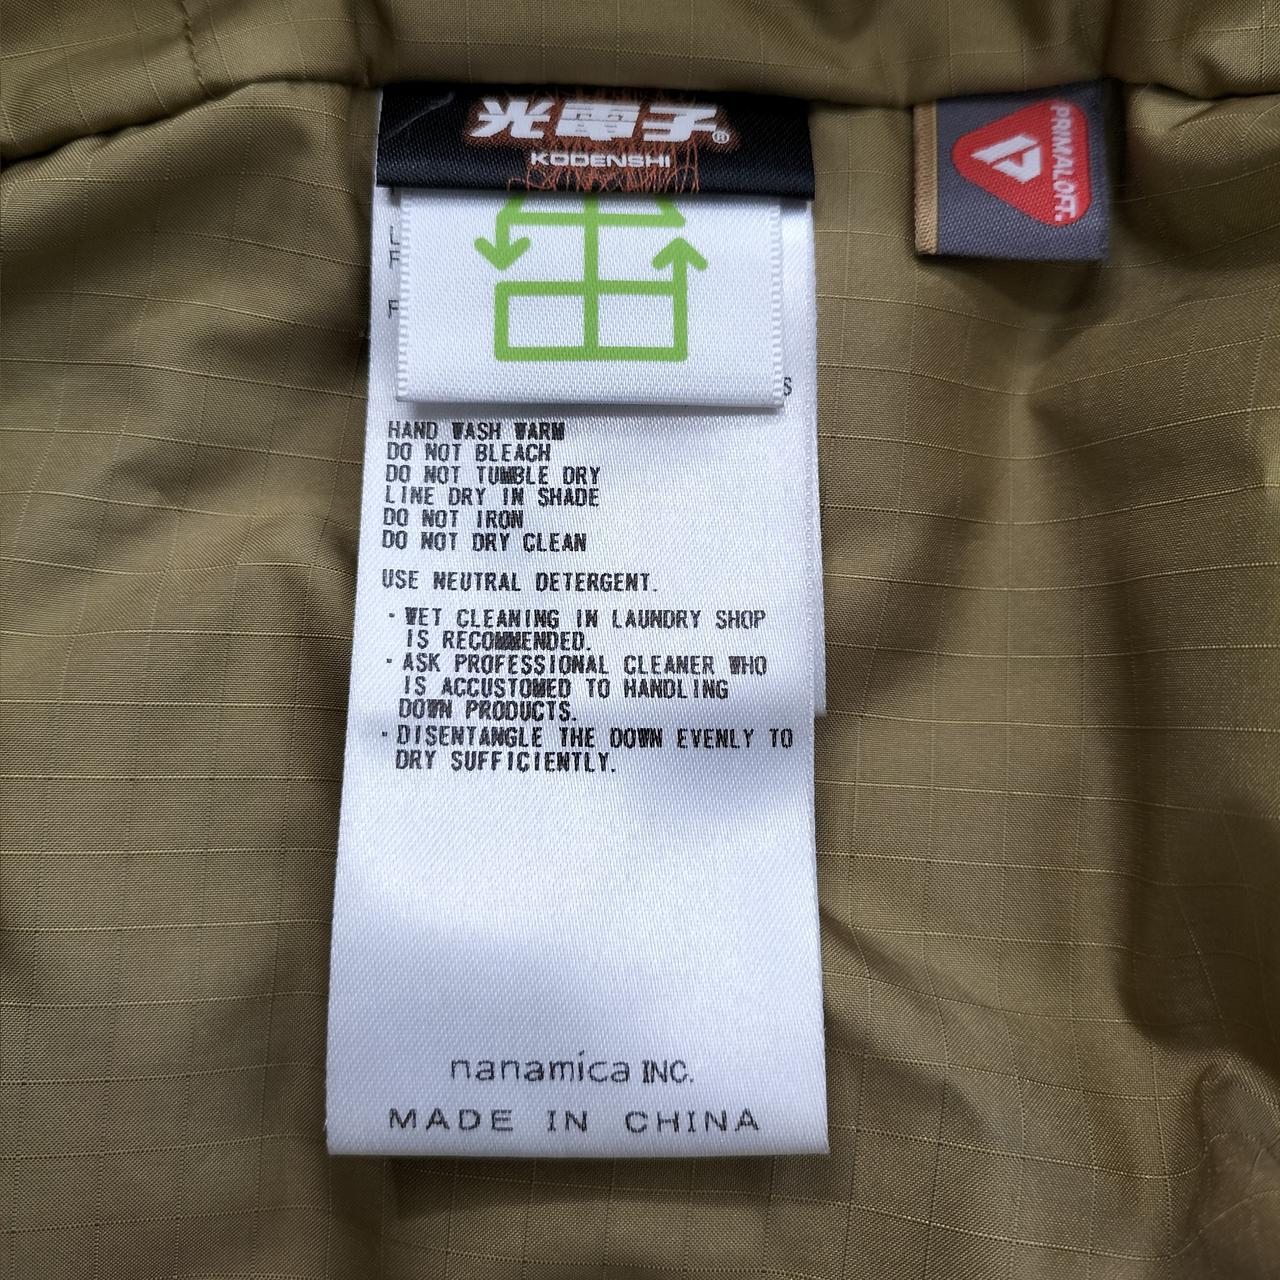 光電子®
KODENSHI
PRIMALOFT.
HAND WASH WARM
DO NOT BLEACH
DO NOT TUMBLE DRY
LINE DRY IN SHADE
DO NOT IRON
DO NOT DRY CLEAN
USE NEUTRAL DETERGENT.
・WET CLEANING IN LAUNDRY SHOP
IS RECOMMENDED.
・ASK PROFESSIONAL CLEANER WHO
IS ACCUSTOMED TO HANDLING
DOWN PRODUCTS.
・DISENTANGLE THE DOWN EVENLY TO
DRY SUFFICIENTLY.
nanamica INC.
MADE IN CHINA